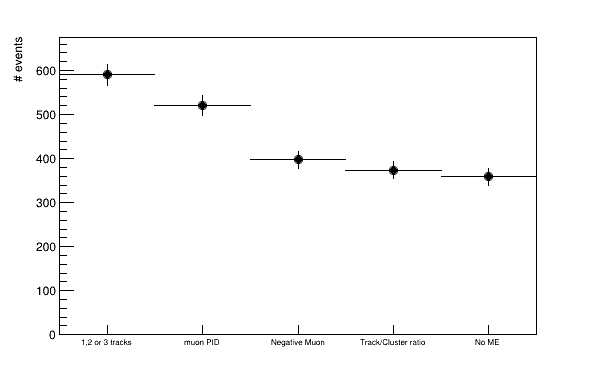 # events
600
500
400
300
200
100
0
1,2 or 3 tracks
muon PID
Negative Muon
Track/Cluster ratio
No ME